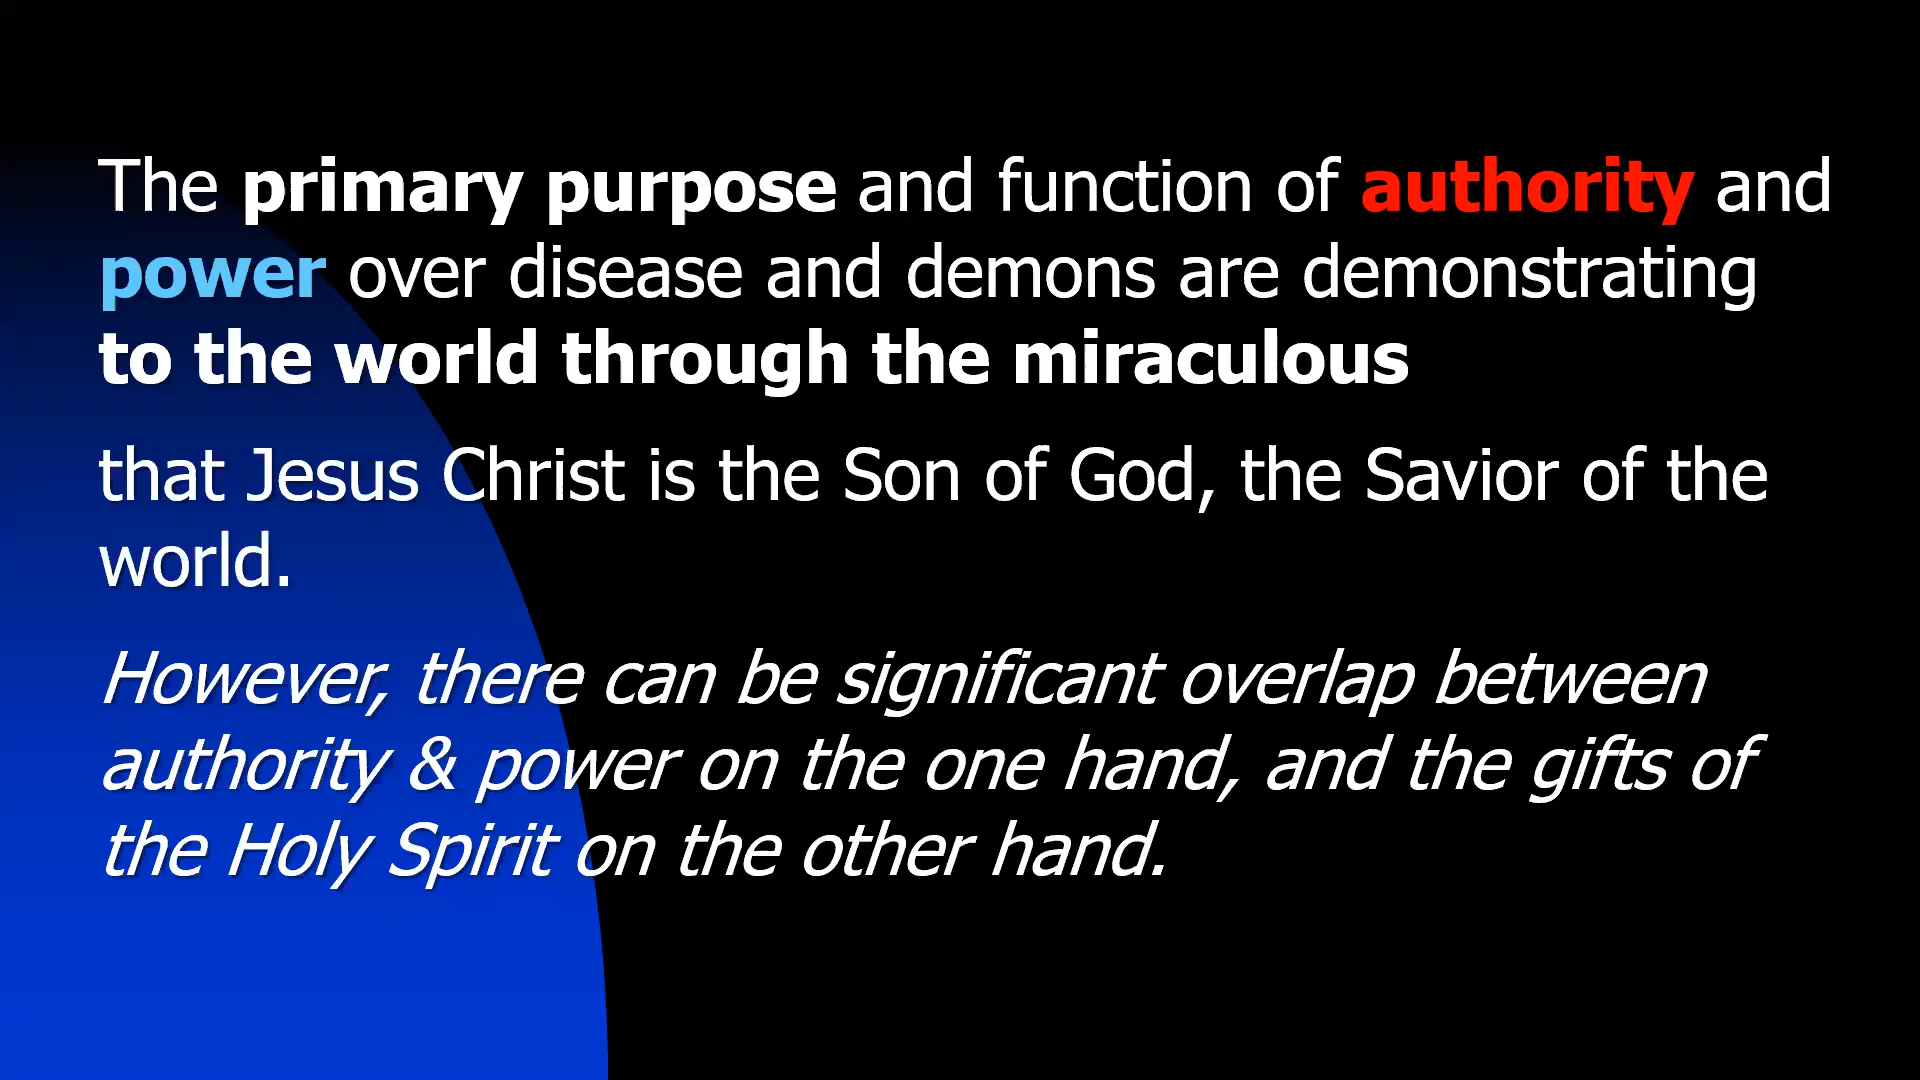 The primary purpose and function of authority and
power over disease and demons are demonstrating
to the world through the miraculous
that Jesus Christ is the Son of God, the Savior of the
world.
However, there can be significant overlap between
authority & power on the one hand, and the gifts of
the Holy Spirit on the other hand.